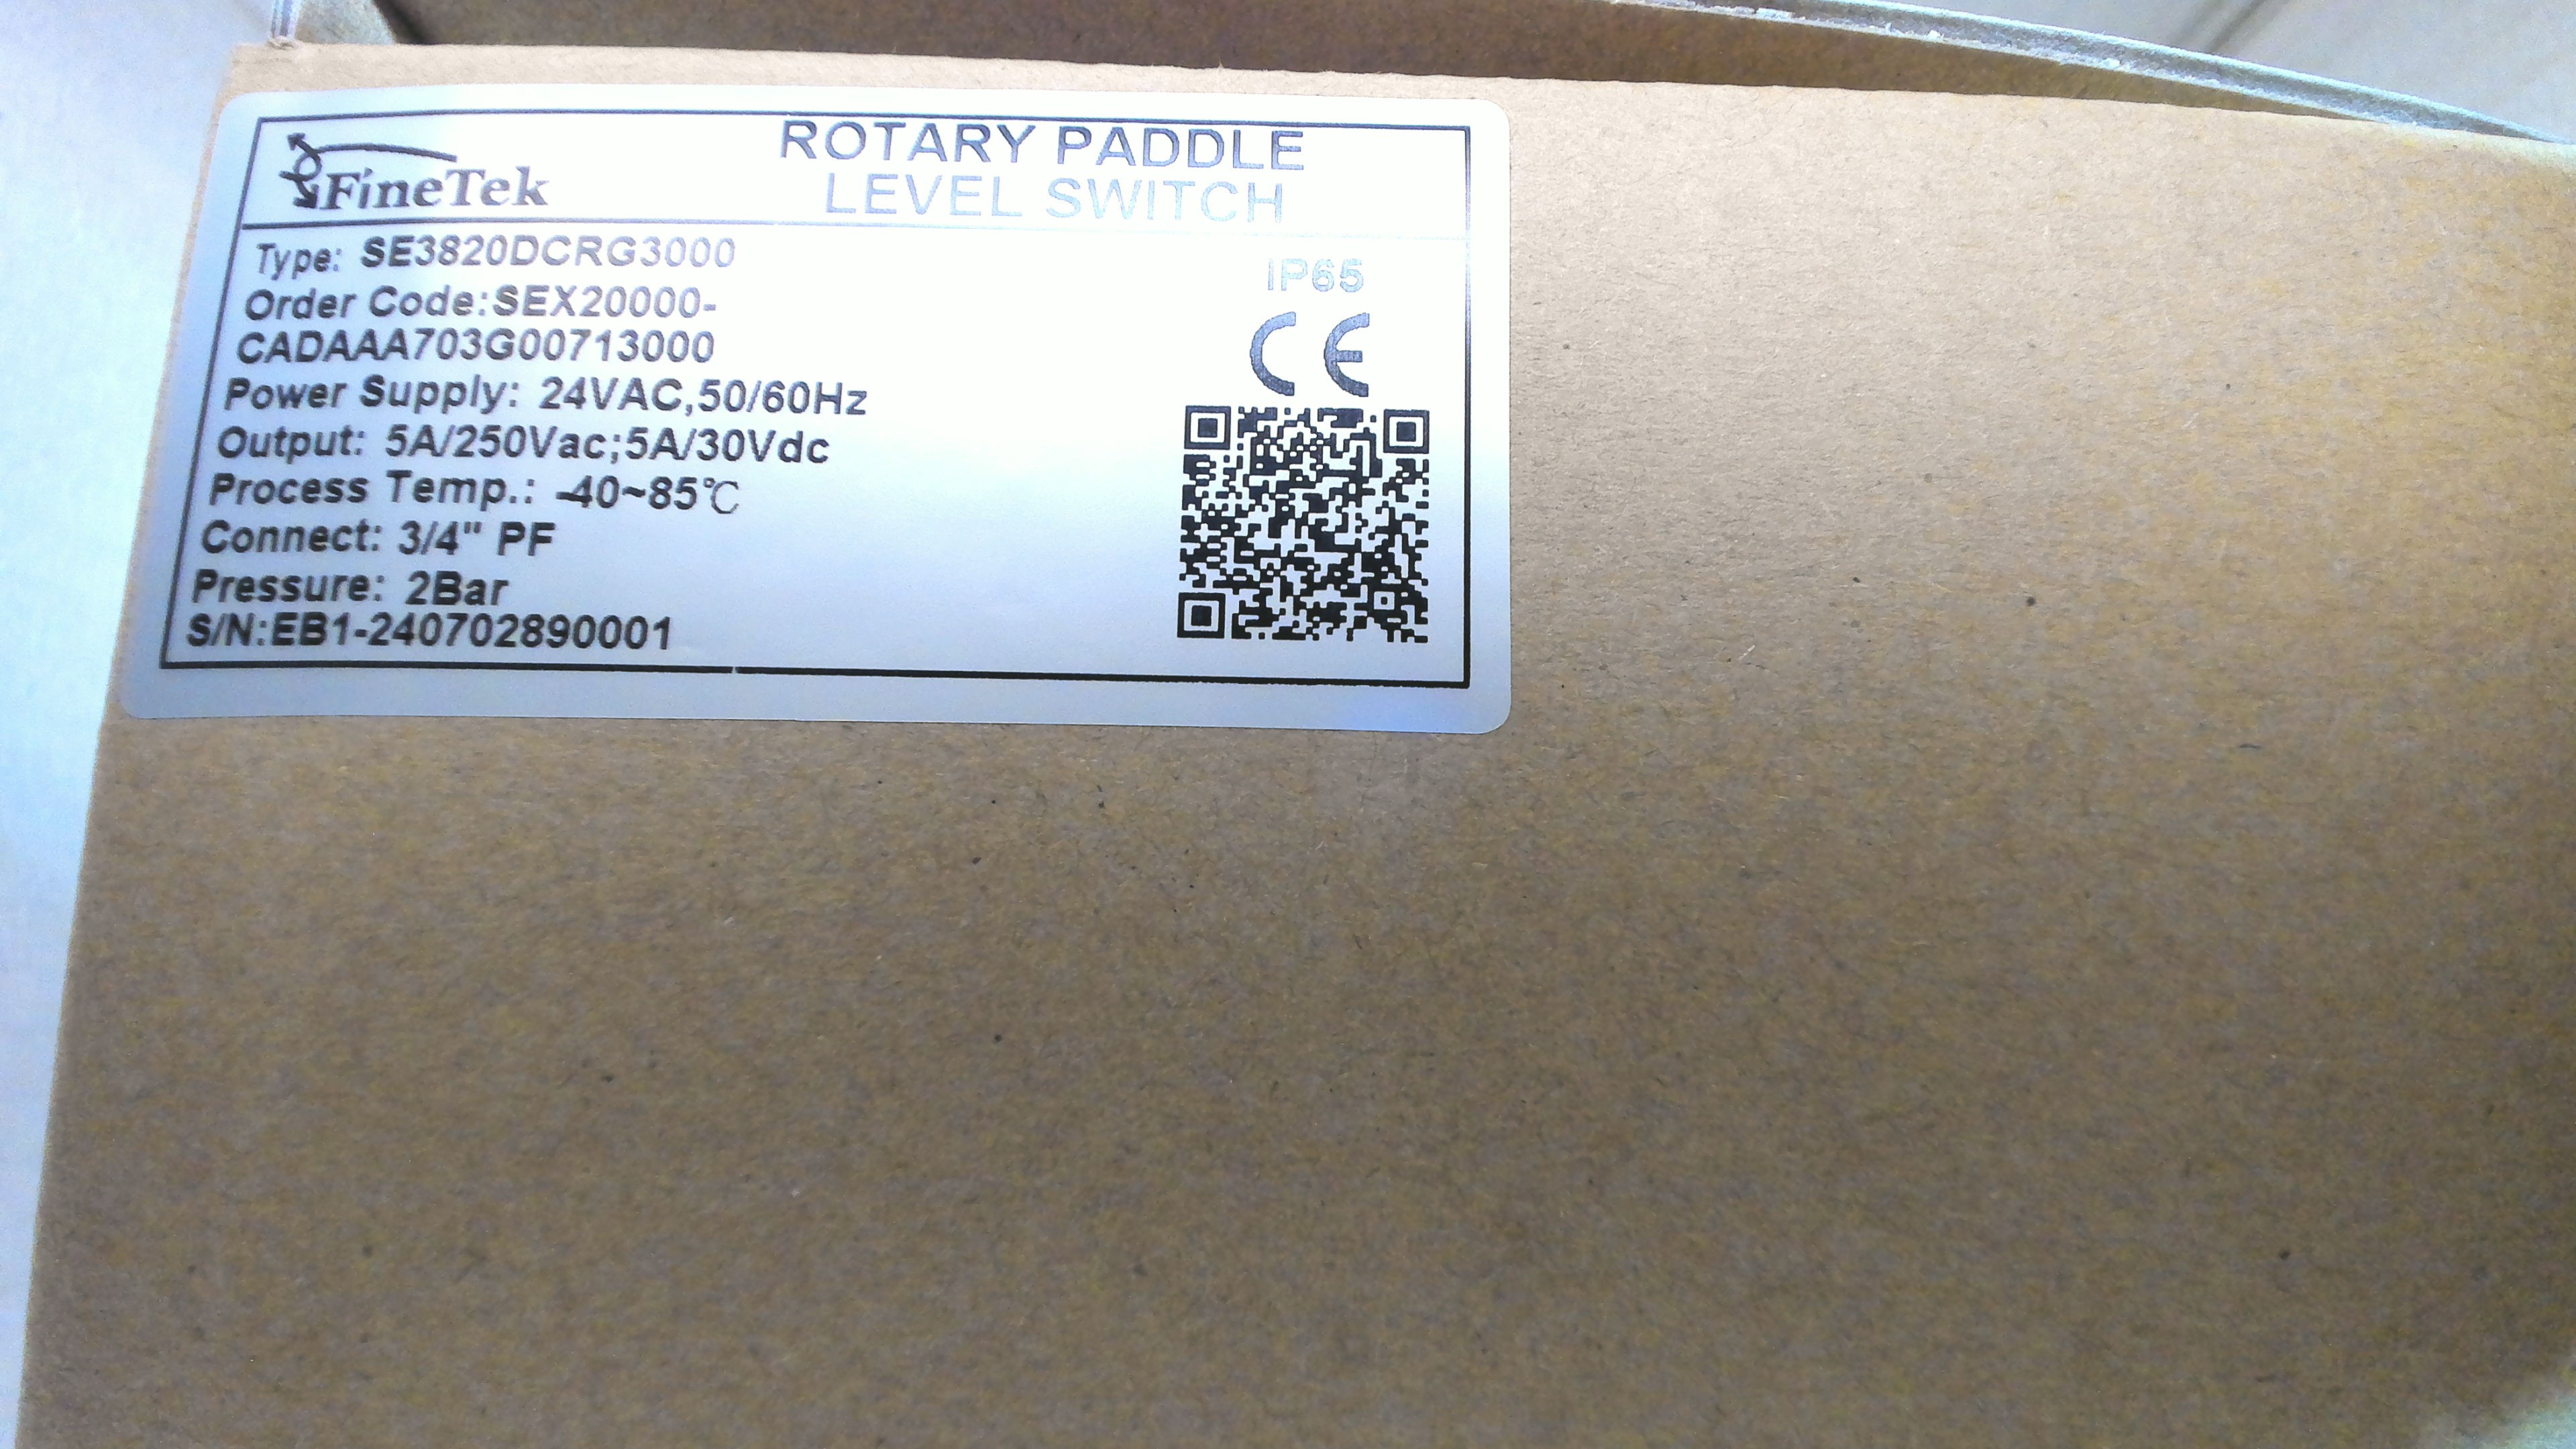 FineTek
ROTARY PADDLE
LEVEL SWITCH
Type: SE3820DCRG3000
Order Code:SEX20000-
CADAAA703G00713000
Power Supply: 24VAC,50/60Hz
Output: 5A/250Vac;5A/30Vdc
Process Temp.: -40~85℃
Connect: 3/4" PF
Pressure: 2Bar
S/N:EB1-240702890001
IP65
CE